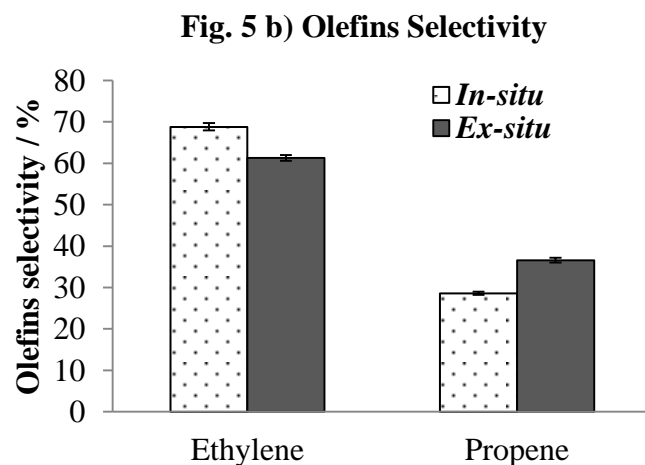 Fig. 5 b) Olefins Selectivity
Olefins selectivity / %
80
70
60
50
40
30
20
10
0
In-situ
Ex-situ
Ethylene
Propene